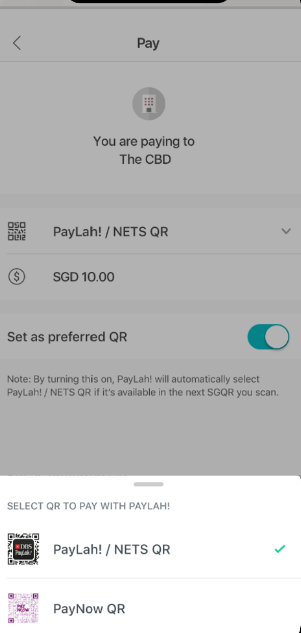 Pay
You are paying to
The CBD
PayLah! / NETS QR
SGD 10.00
Set as preferred QR
Note: By turning this on, PayLah! will automatically select
PayLah! / NETS QR if it's available in the next SGQR you scan.
SELECT QR TO PAY WITH PAYLAH!
DBS
PayLah!
PayLah! / NETS QR
PAY
NOW
PayNow QR